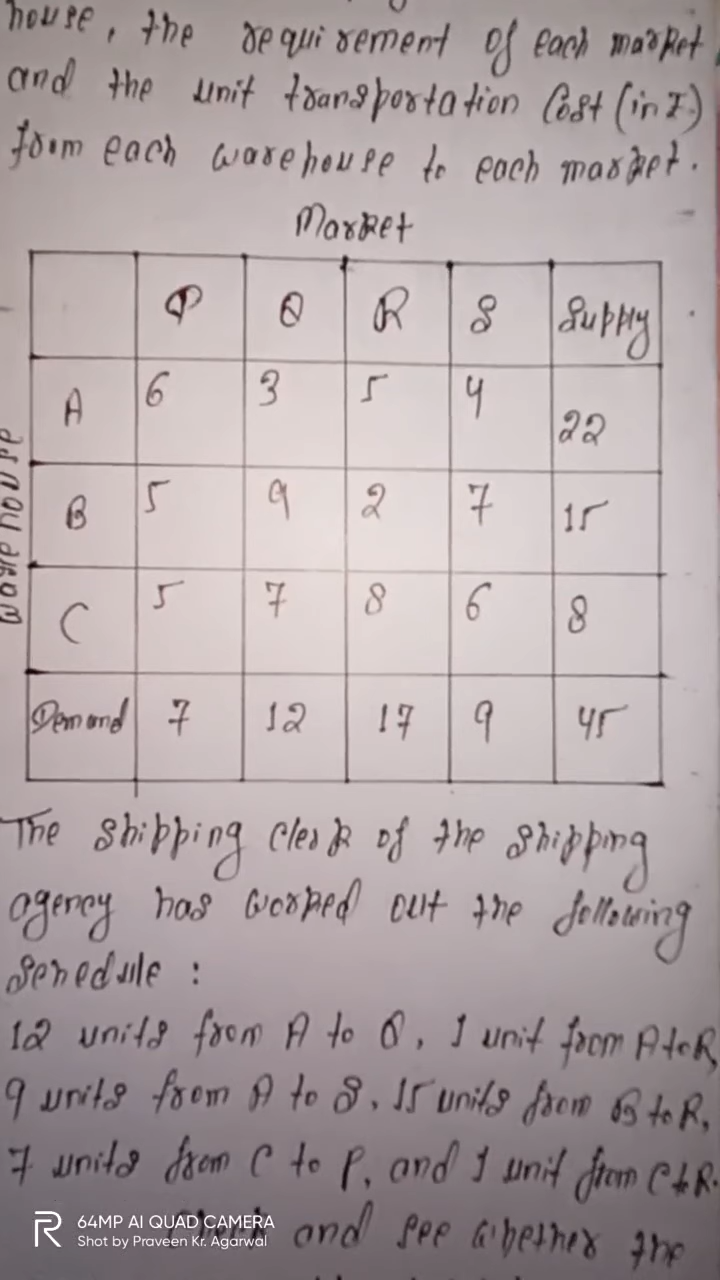 house, the requirement of each market
and the unit transportation Cost (in ₹)
from each warehouse to each market.
Market
P Q R S Supply
Warehouse
A 6 3 5 4 22
B 5 9 2 7 15
C 5 7 8 6 8
Demand 7 12 17 9 45
The Shipping Clerk of the Shipping
agency has worked out the following
Schedule :
12 units from A to Q, 1 unit from A to R,
9 units from A to S, 15 units from B to R,
7 units from C to P, and 1 unit from C to R.
and see whether the
64MP AI QUAD CAMERA
Shot by Praveen Kr. Agarwal